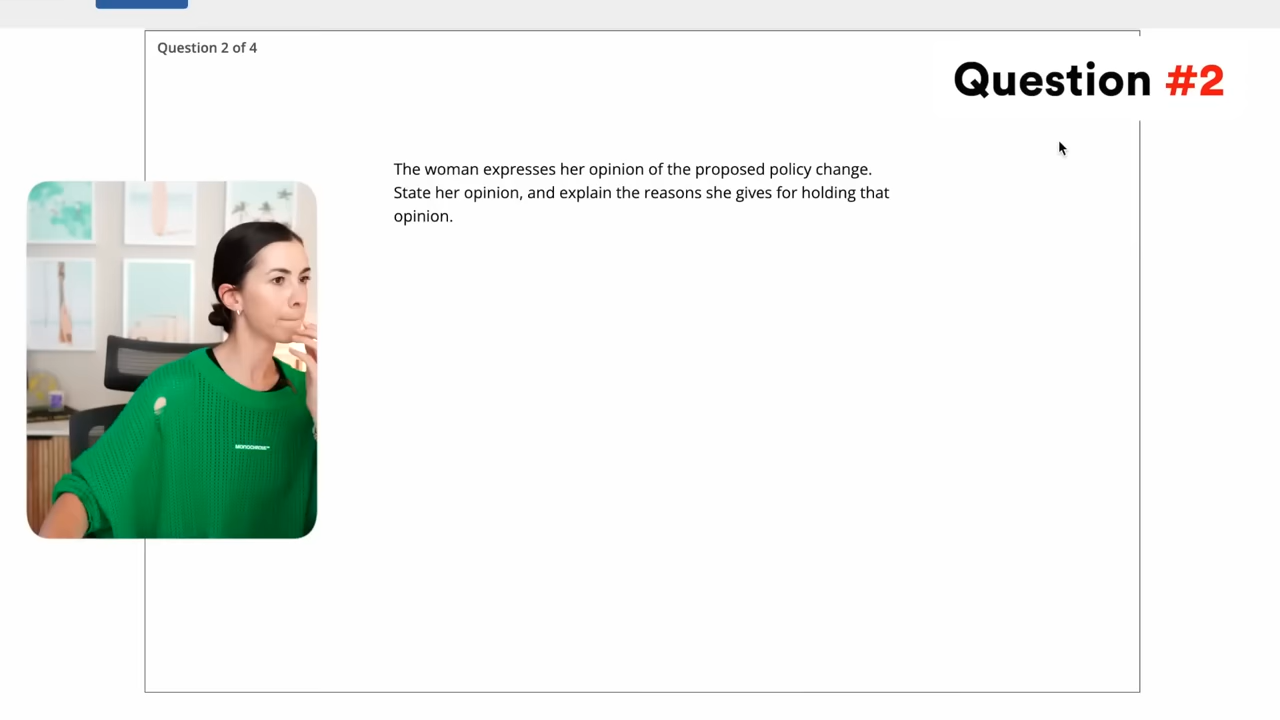 Question 2 of 4
Question #2
The woman expresses her opinion of the proposed policy change.
State her opinion, and explain the reasons she gives for holding that
opinion.